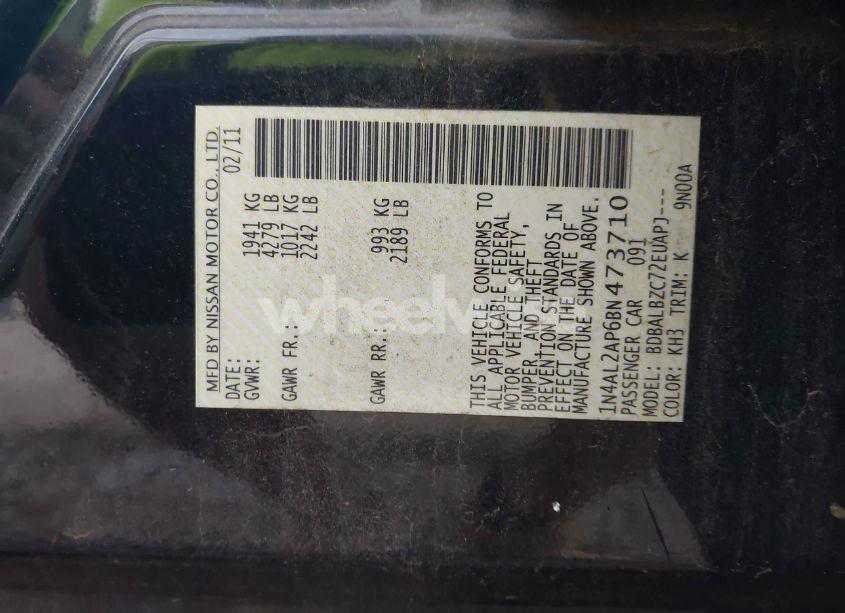 MFD BY NISSAN MOTOR CO., LTD.
DATE: 02/11
GVWR: 1941 KG
4279 LB
GAWR FR.: 1017 KG
2242 LB
GAWR RR.: 993 KG
2189 LB
THIS VEHICLE CONFORMS TO
ALL APPLICABLE FEDERAL
MOTOR VEHICLE SAFETY,
BUMPER, AND THEFT
PREVENTION STANDARDS IN
EFFECT ON THE DATE OF
MANUFACTURE SHOWN ABOVE.
1N4AL2AP6BN473710
PASSENGER CAR 091
MODEL: BDBALBZC72EUAPJ---
COLOR: KH3 TRIM: K 9N00A